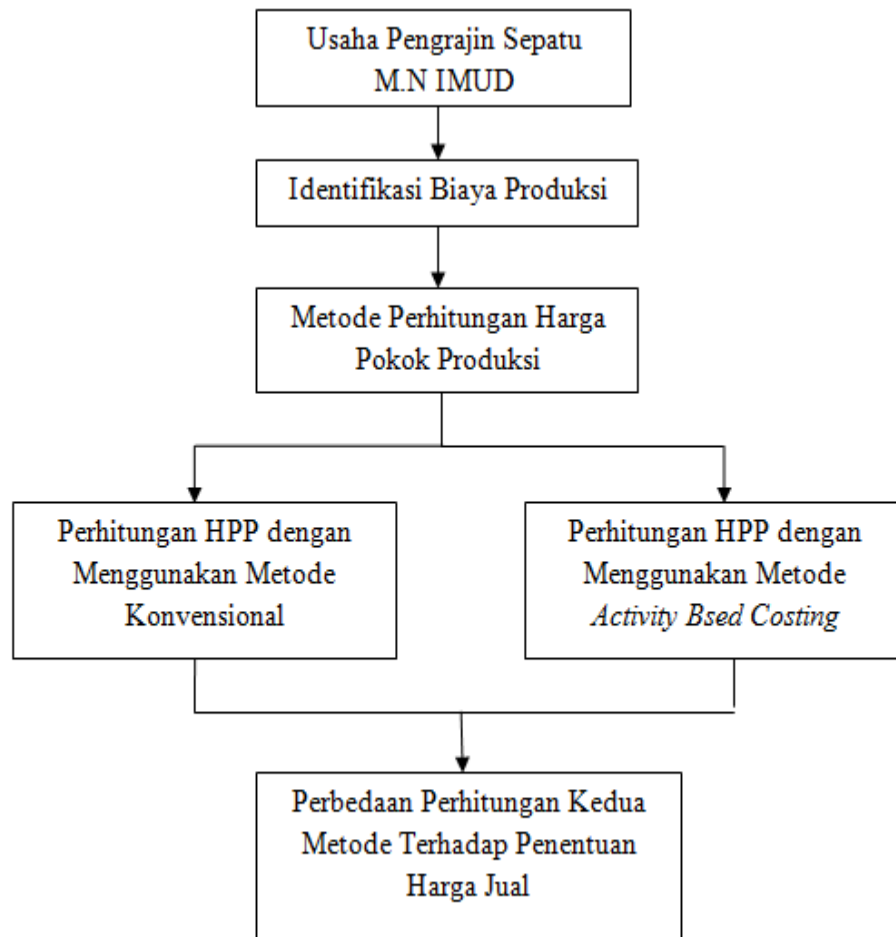 Usaha Pengrajin Sepatu
M.N IMUD
Identifikasi Biaya Produksi
Metode Perhitungan Harga
Pokok Produksi
Perhitungan HPP dengan
Menggunakan Metode
Konvensional
Perhitungan HPP dengan
Menggunakan Metode
Activity Bsed Costing
Perbedaan Perhitungan Kedua
Metode Terhadap Penentuan
Harga Jual